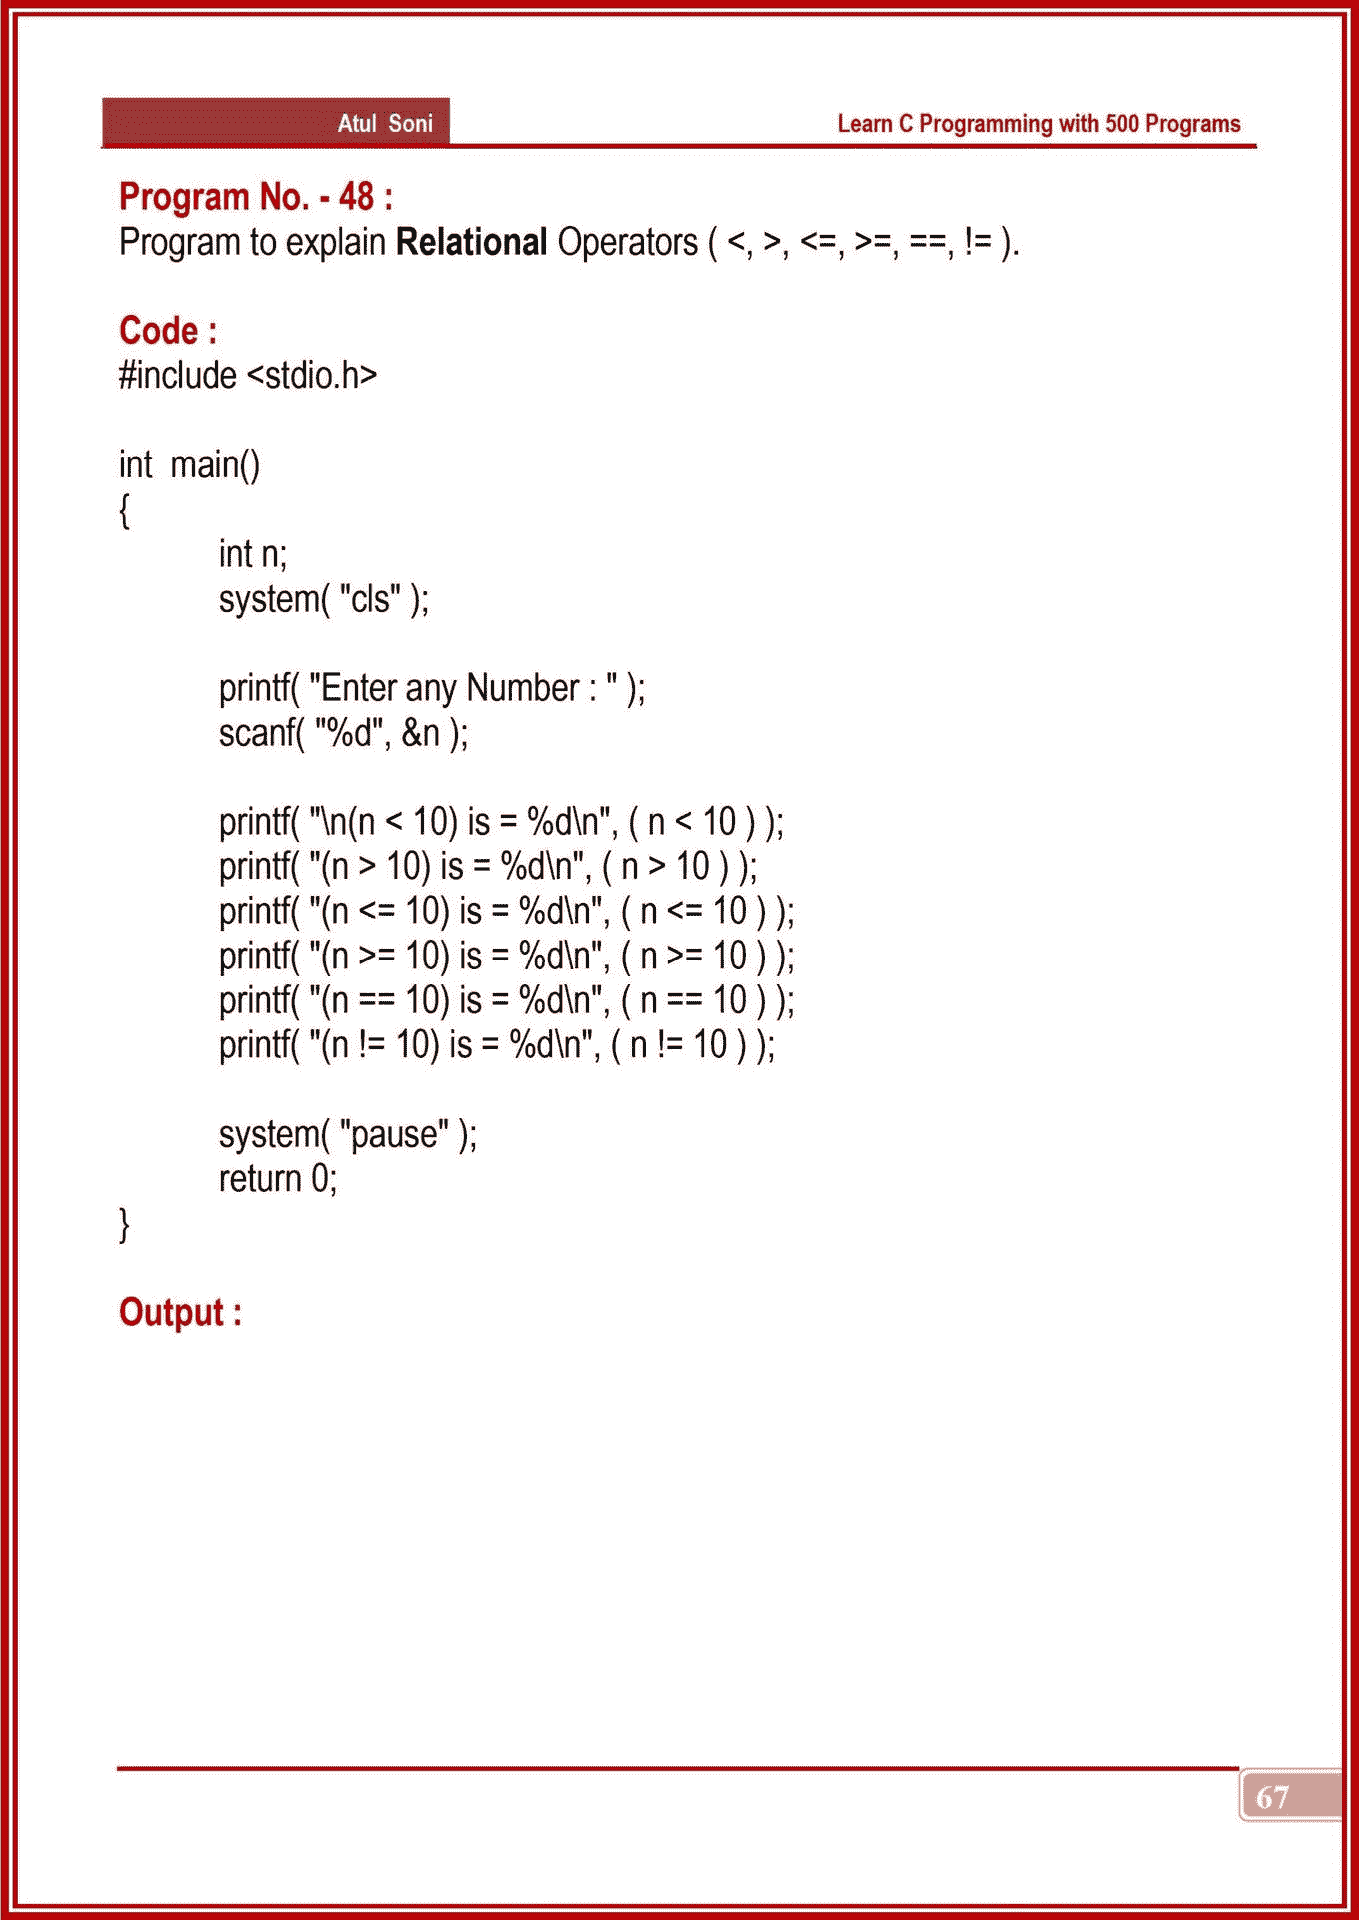 Atul Soni
Learn C Programming with 500 Programs
Program No. - 48 :
Program to explain Relational Operators ( <, >, <=, >=, ==, != ).
Code :
#include <stdio.h>
int main()
{
int n;
system( "cls" );
printf( "Enter any Number : " );
scanf( "%d", &n );
printf( "\n(n < 10) is = %d\n", ( n < 10 ) );
printf( "(n > 10) is = %d\n", ( n > 10 ) );
printf( "(n <= 10) is = %d\n", ( n <= 10 ) );
printf( "(n >= 10) is = %d\n", ( n >= 10 ) );
printf( "(n == 10) is = %d\n", ( n == 10 ) );
printf( "(n != 10) is = %d\n", ( n != 10 ) );
system( "pause" );
return 0;
}
Output :
67